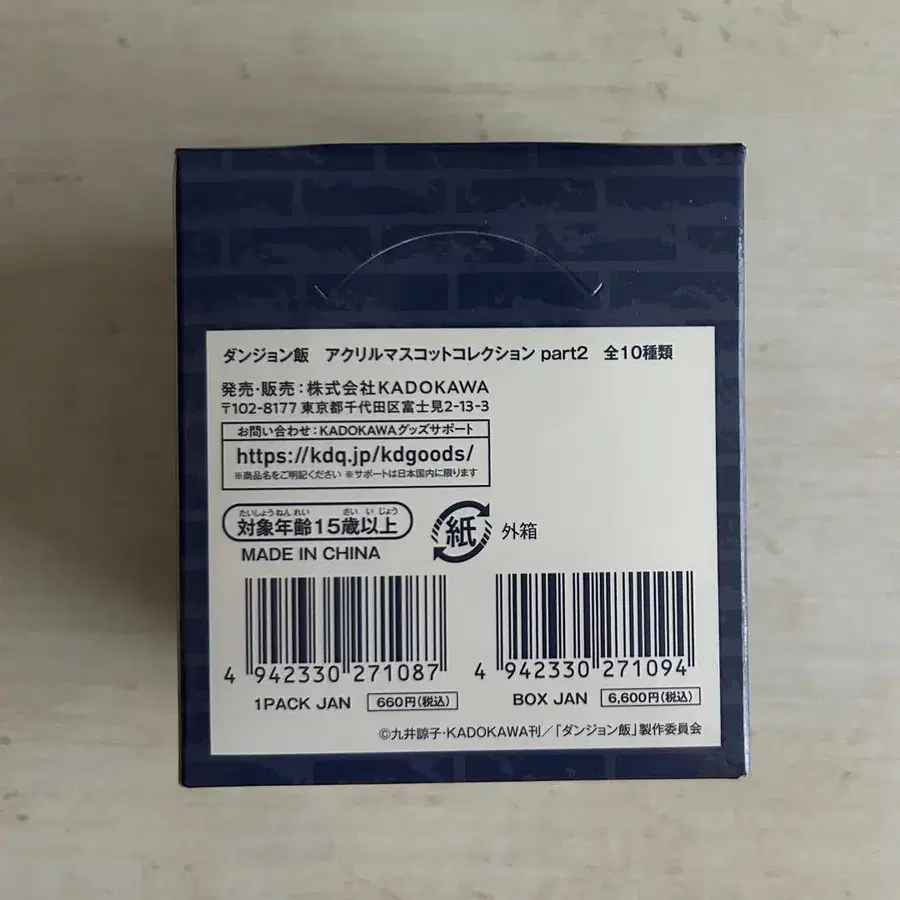 ダンジョン飯　アクリルマスコットコレクション part2　全10種類
発売・販売：株式会社KADOKAWA
〒102-8177 東京都千代田区富士見2-13-3
お問い合わせ：KADOKAWAグッズサポート
https://kdq.jp/kdgoods/
※商品名をご明記ください ※サポートは日本国内に限ります
たいしょうねんれい　さい いじょう
対象年齢15歳以上
紙 外箱
MADE IN CHINA
4 942330 271087
4 942330 271094
1PACK JAN 660円(税込)
BOX JAN 6,600円(税込)
©九井諒子・KADOKAWA刊／「ダンジョン飯」製作委員会